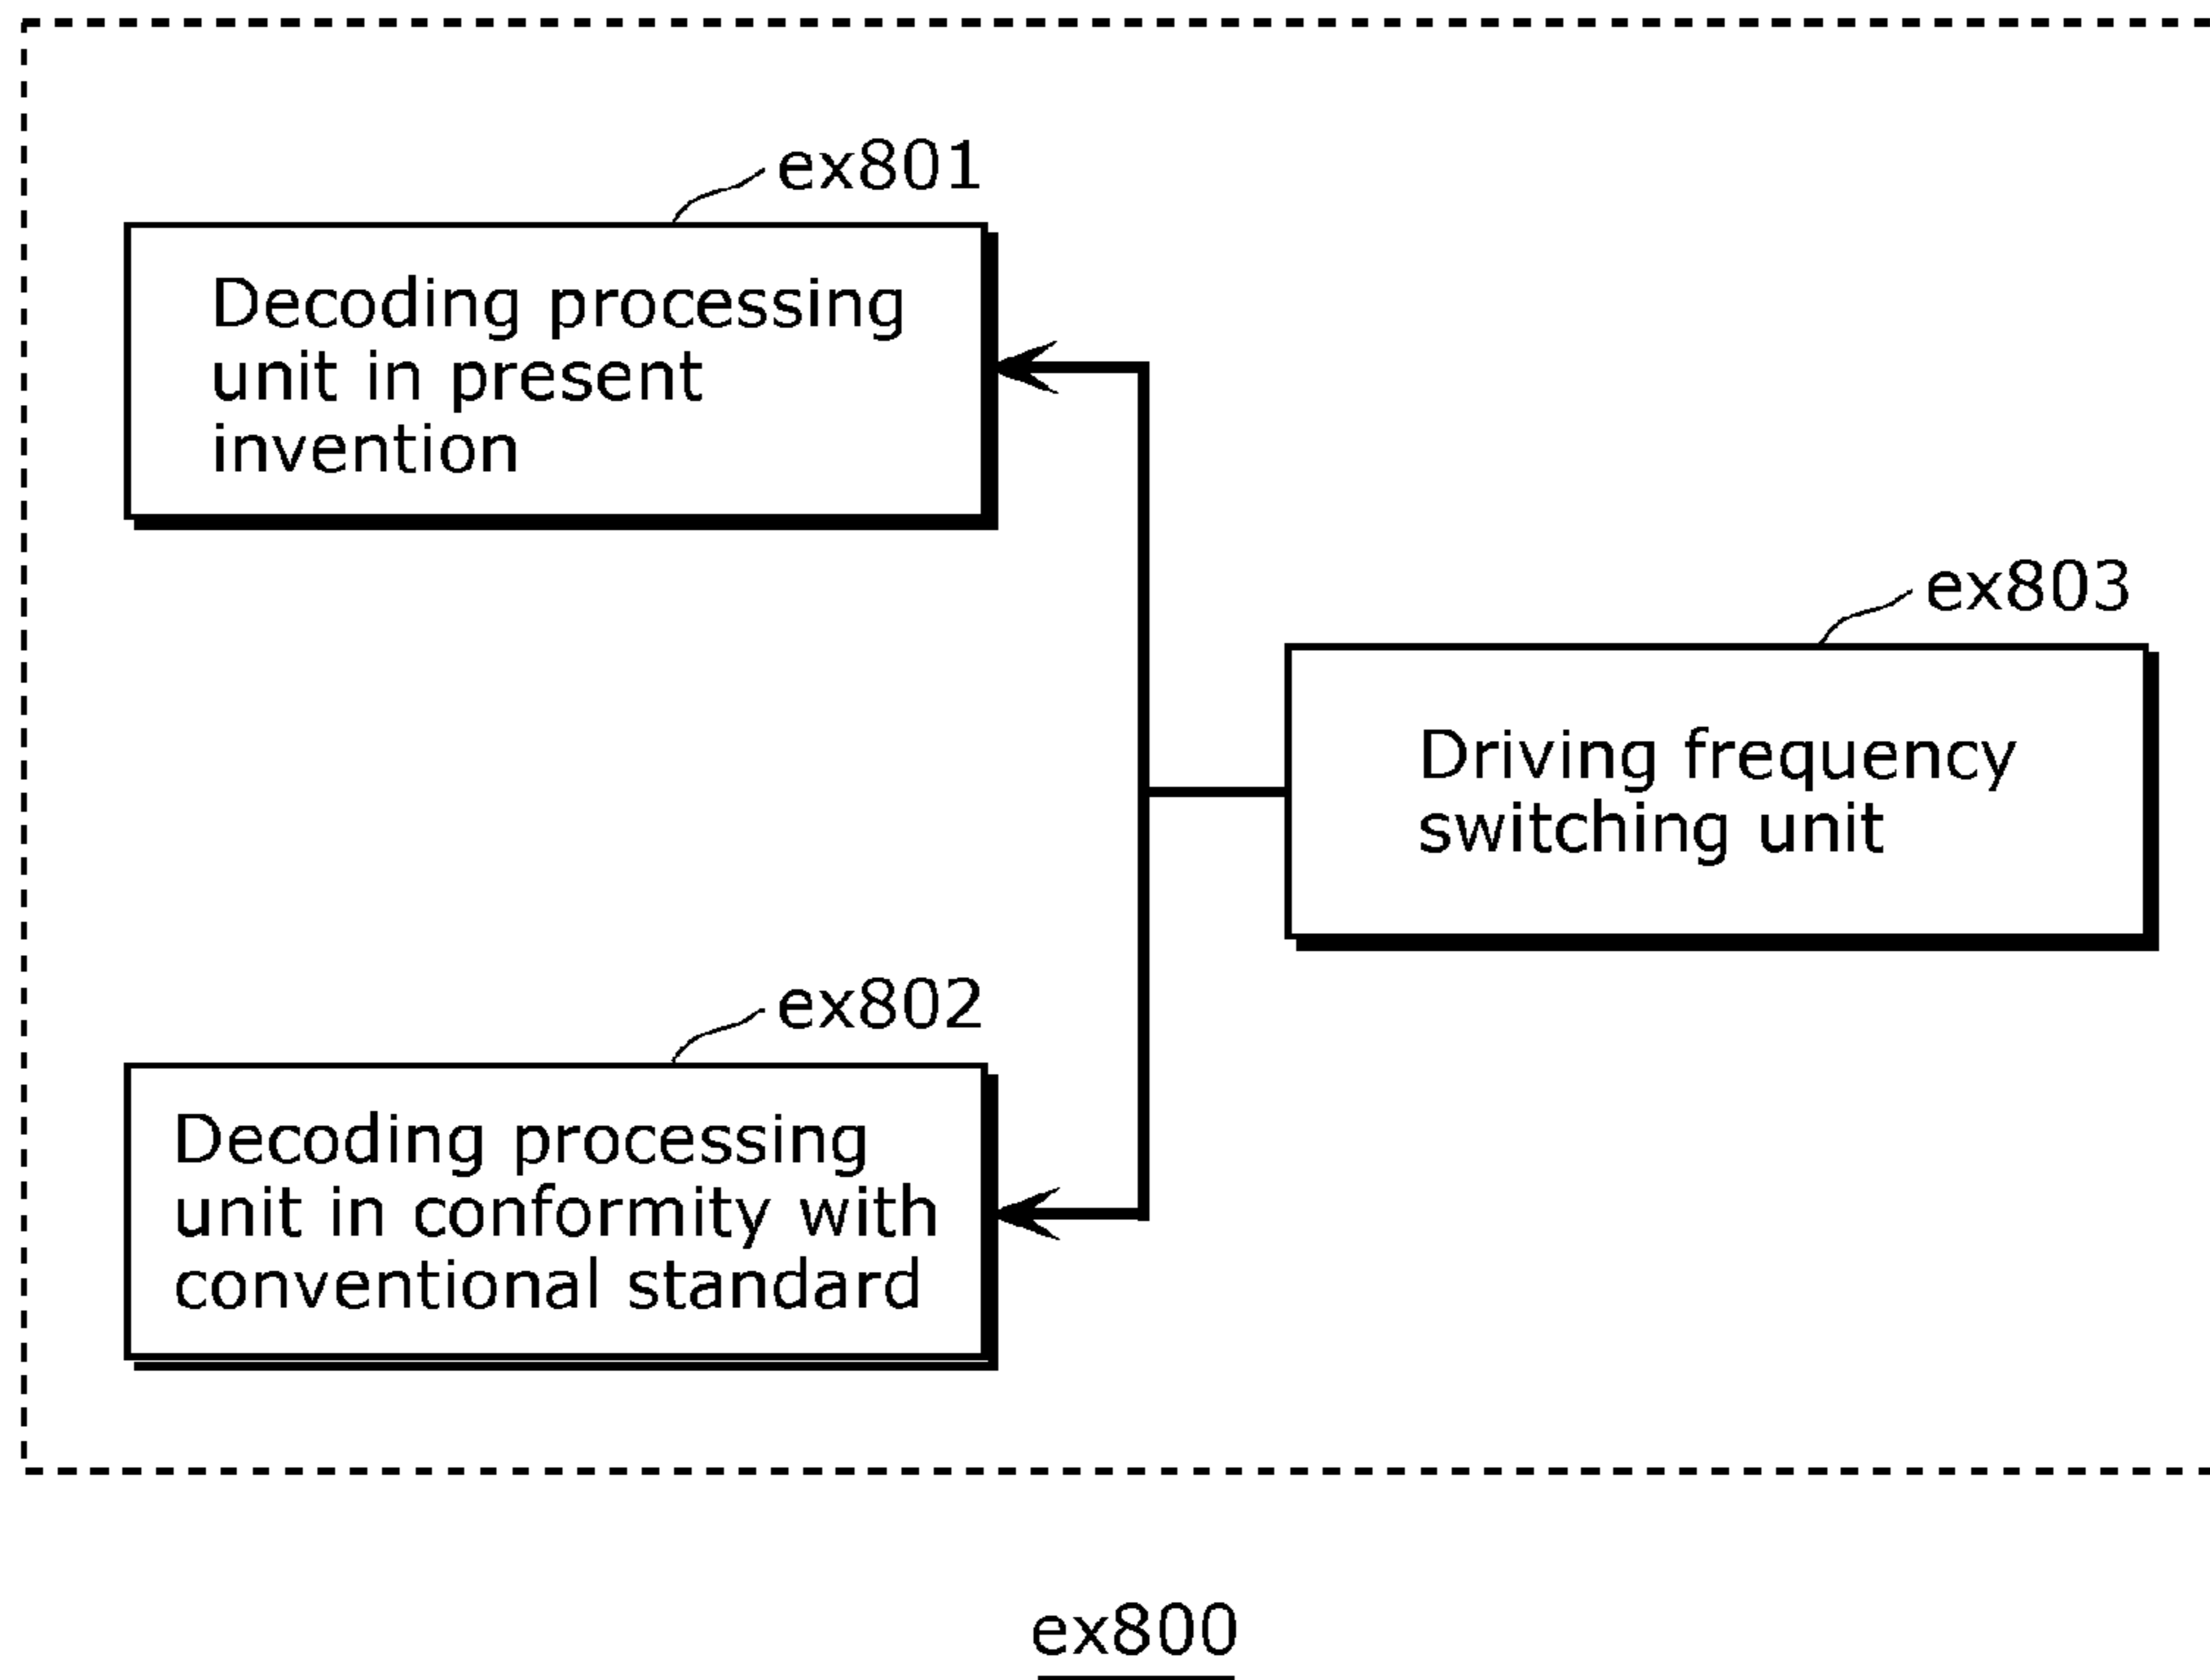 ex801
Decoding processing
unit in present
invention
ex803
Driving frequency
switching unit
ex802
Decoding processing
unit in conformity with
conventional standard
ex800